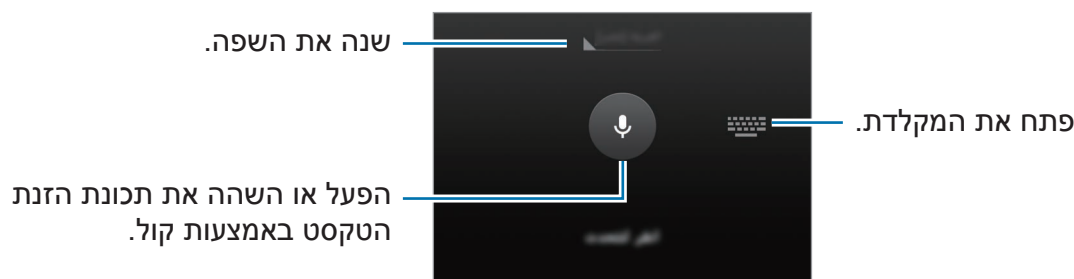 שנה את השפה.
פתח את המקלדת.
הפעל או השהה את תכונת הזנת
הטקסט באמצעות קול.